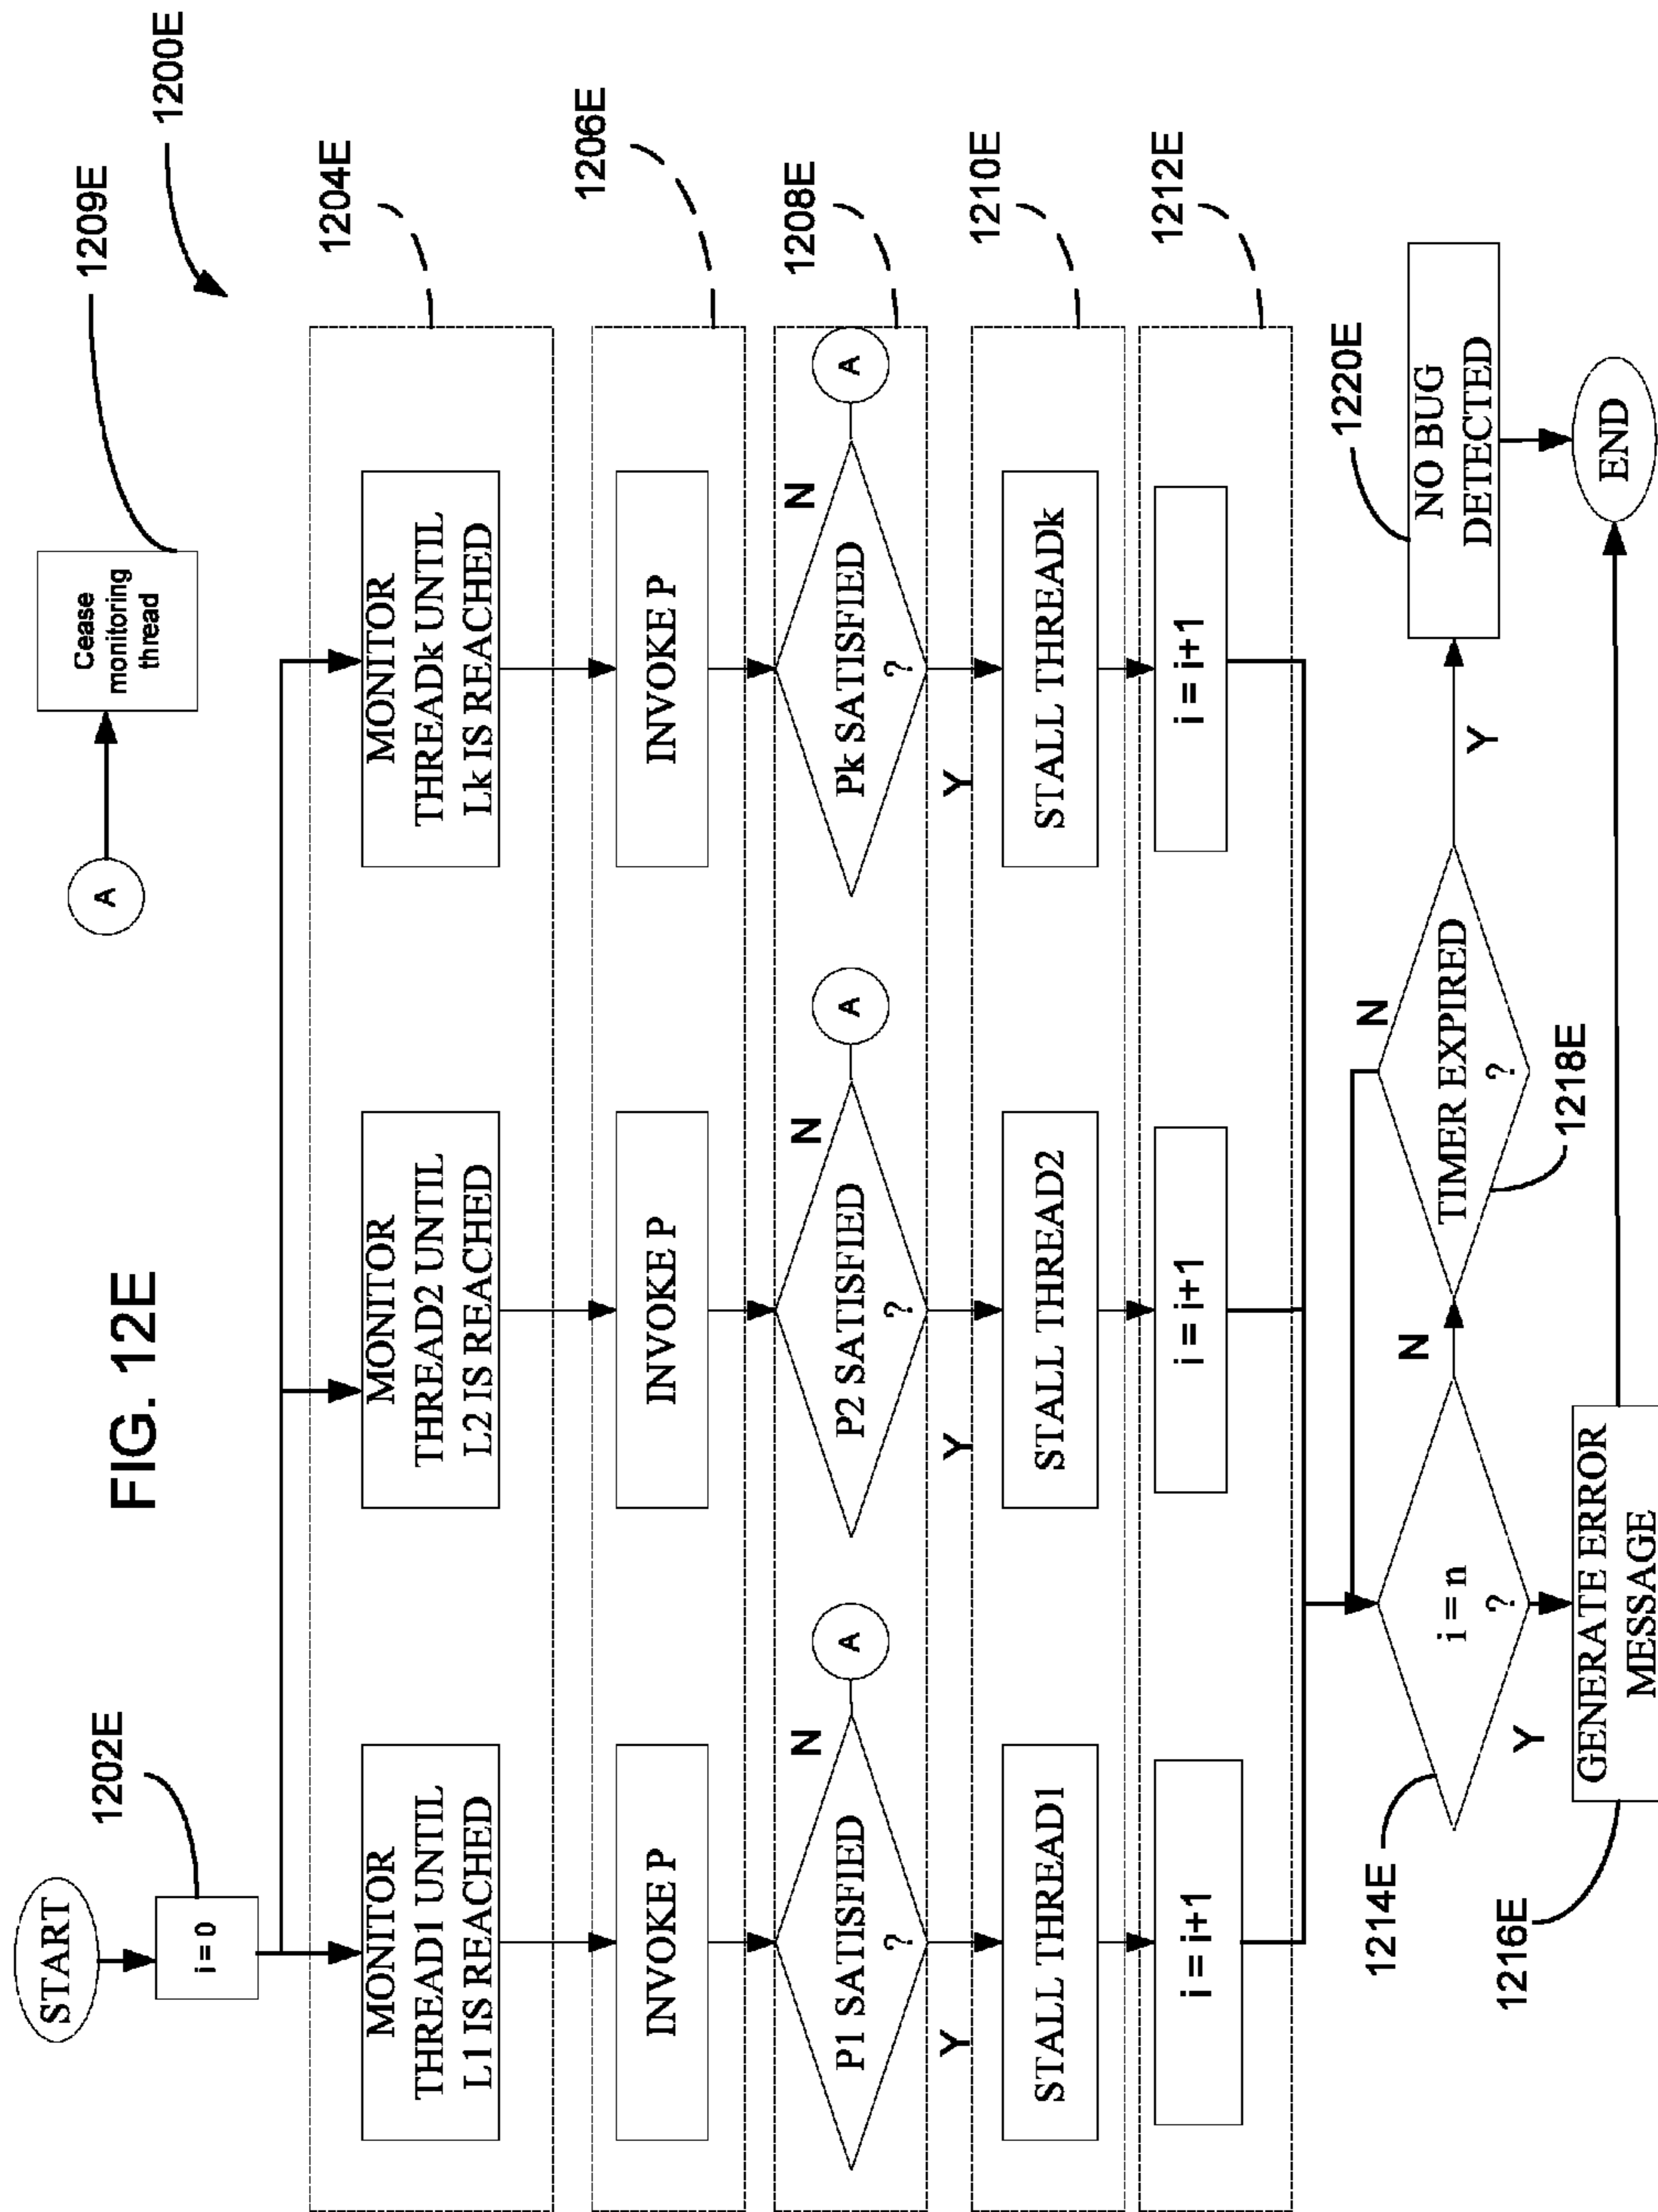 FIG. 12E
START
i = 0
1202E
A
Cease
monitoring
thread
1209E
1200E
MONITOR
THREAD1 UNTIL
L1 IS REACHED
MONITOR
THREAD2 UNTIL
L2 IS REACHED
MONITOR
THREADk UNTIL
Lk IS REACHED
1204E
INVOKE P
INVOKE P
INVOKE P
1206E
P1 SATISFIED
?
N
A
P2 SATISFIED
?
N
A
Pk SATISFIED
?
N
A
1208E
Y
Y
Y
STALL THREAD1
STALL THREAD2
STALL THREADk
1210E
i = i+1
i = i+1
i = i+1
1212E
i = n
?
N
1214E
TIMER EXPIRED
?
N
Y
1218E
NO BUG
DETECTED
1220E
Y
GENERATE ERROR
MESSAGE
1216E
END